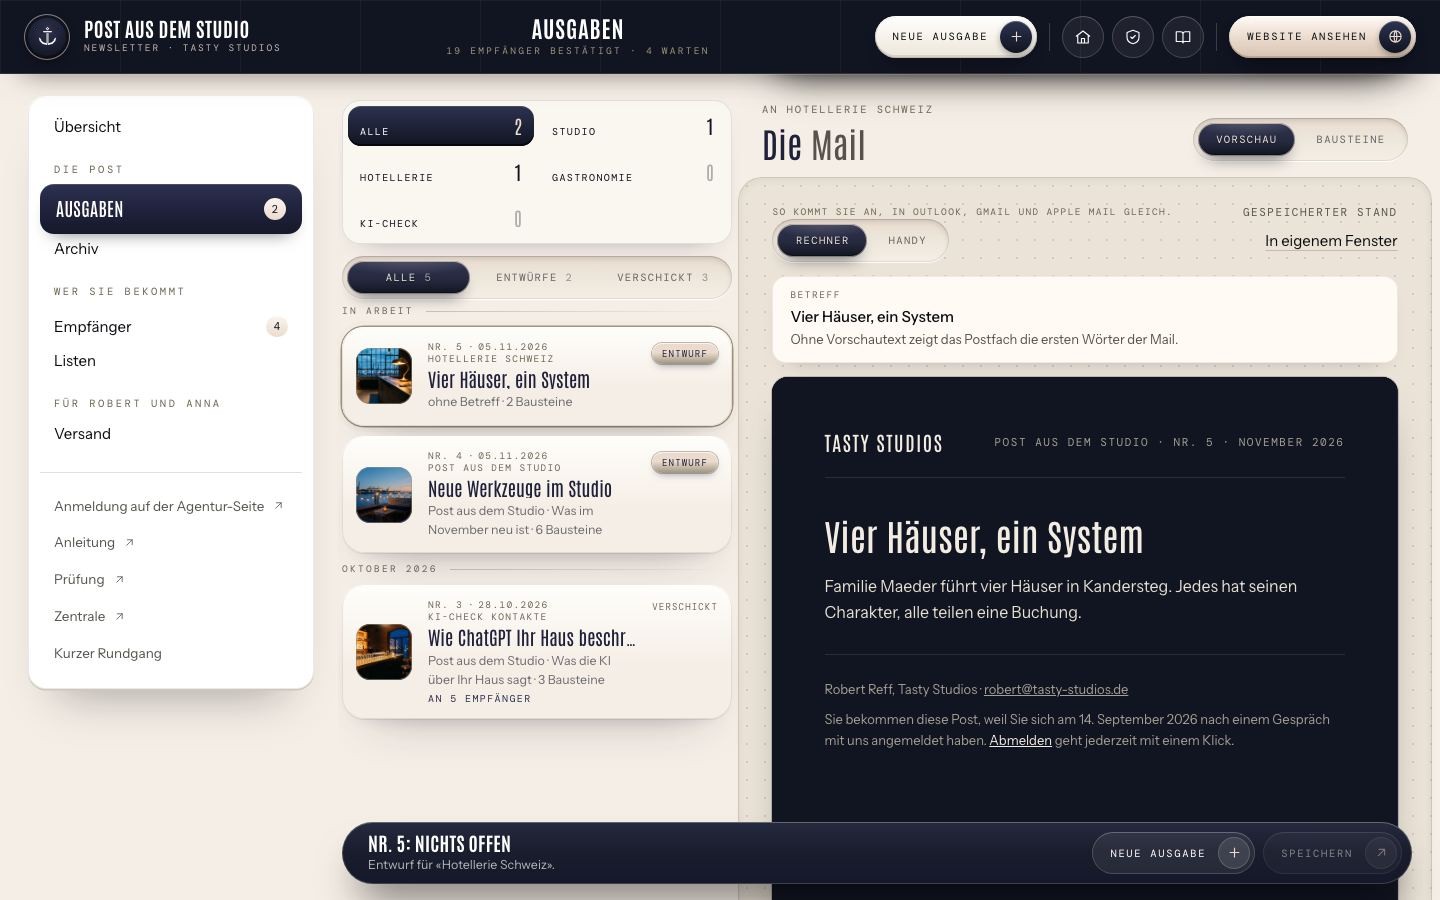 POST AUS DEM STUDIO
NEWSLETTER · TASTY STUDIOS
AUSGABEN
19 EMPFÄNGER BESTÄTIGT · 4 WARTEN
NEUE AUSGABE
WEBSITE ANSEHEN
Übersicht
DIE POST
AUSGABEN 2
Archiv
WER SIE BEKOMMT
Empfänger 4
Listen
FÜR ROBERT UND ANNA
Versand
Anmeldung auf der Agentur-Seite
Anleitung
Prüfung
Zentrale
Kurzer Rundgang
ALLE 2
STUDIO 1
HOTELLERIE 1
GASTRONOMIE 0
KI-CHECK 0
ALLE 5
ENTWÜRFE 2
VERSCHICKT 3
IN ARBEIT
NR. 5 · 05.11.2026
HOTELLERIE SCHWEIZ
ENTWURF
Vier Häuser, ein System
ohne Betreff · 2 Bausteine
NR. 4 · 05.11.2026
POST AUS DEM STUDIO
ENTWURF
Neue Werkzeuge im Studio
Post aus dem Studio · Was im
November neu ist · 6 Bausteine
OKTOBER 2026
NR. 3 · 28.10.2026
KI-CHECK KONTAKTE
VERSCHICKT
Wie ChatGPT Ihr Haus beschr…
Post aus dem Studio · Was die KI
über Ihr Haus sagt · 3 Bausteine
AN 5 EMPFÄNGER
AN HOTELLERIE SCHWEIZ
Die Mail
VORSCHAU
BAUSTEINE
SO KOMMT SIE AN, IN OUTLOOK, GMAIL UND APPLE MAIL GLEICH.
RECHNER
HANDY
GESPEICHERTER STAND
In eigenem Fenster
BETREFF
Vier Häuser, ein System
Ohne Vorschautext zeigt das Postfach die ersten Wörter der Mail.
TASTY STUDIOS
POST AUS DEM STUDIO · NR. 5 · NOVEMBER 2026
Vier Häuser, ein System
Familie Maeder führt vier Häuser in Kandersteg. Jedes hat seinen
Charakter, alle teilen eine Buchung.
Robert Reff, Tasty Studios · robert@tasty-studios.de
Sie bekommen diese Post, weil Sie sich am 14. September 2026 nach einem Gespräch
mit uns angemeldet haben. Abmelden geht jederzeit mit einem Klick.
NR. 5: NICHTS OFFEN
Entwurf für «Hotellerie Schweiz».
NEUE AUSGABE
SPEICHERN